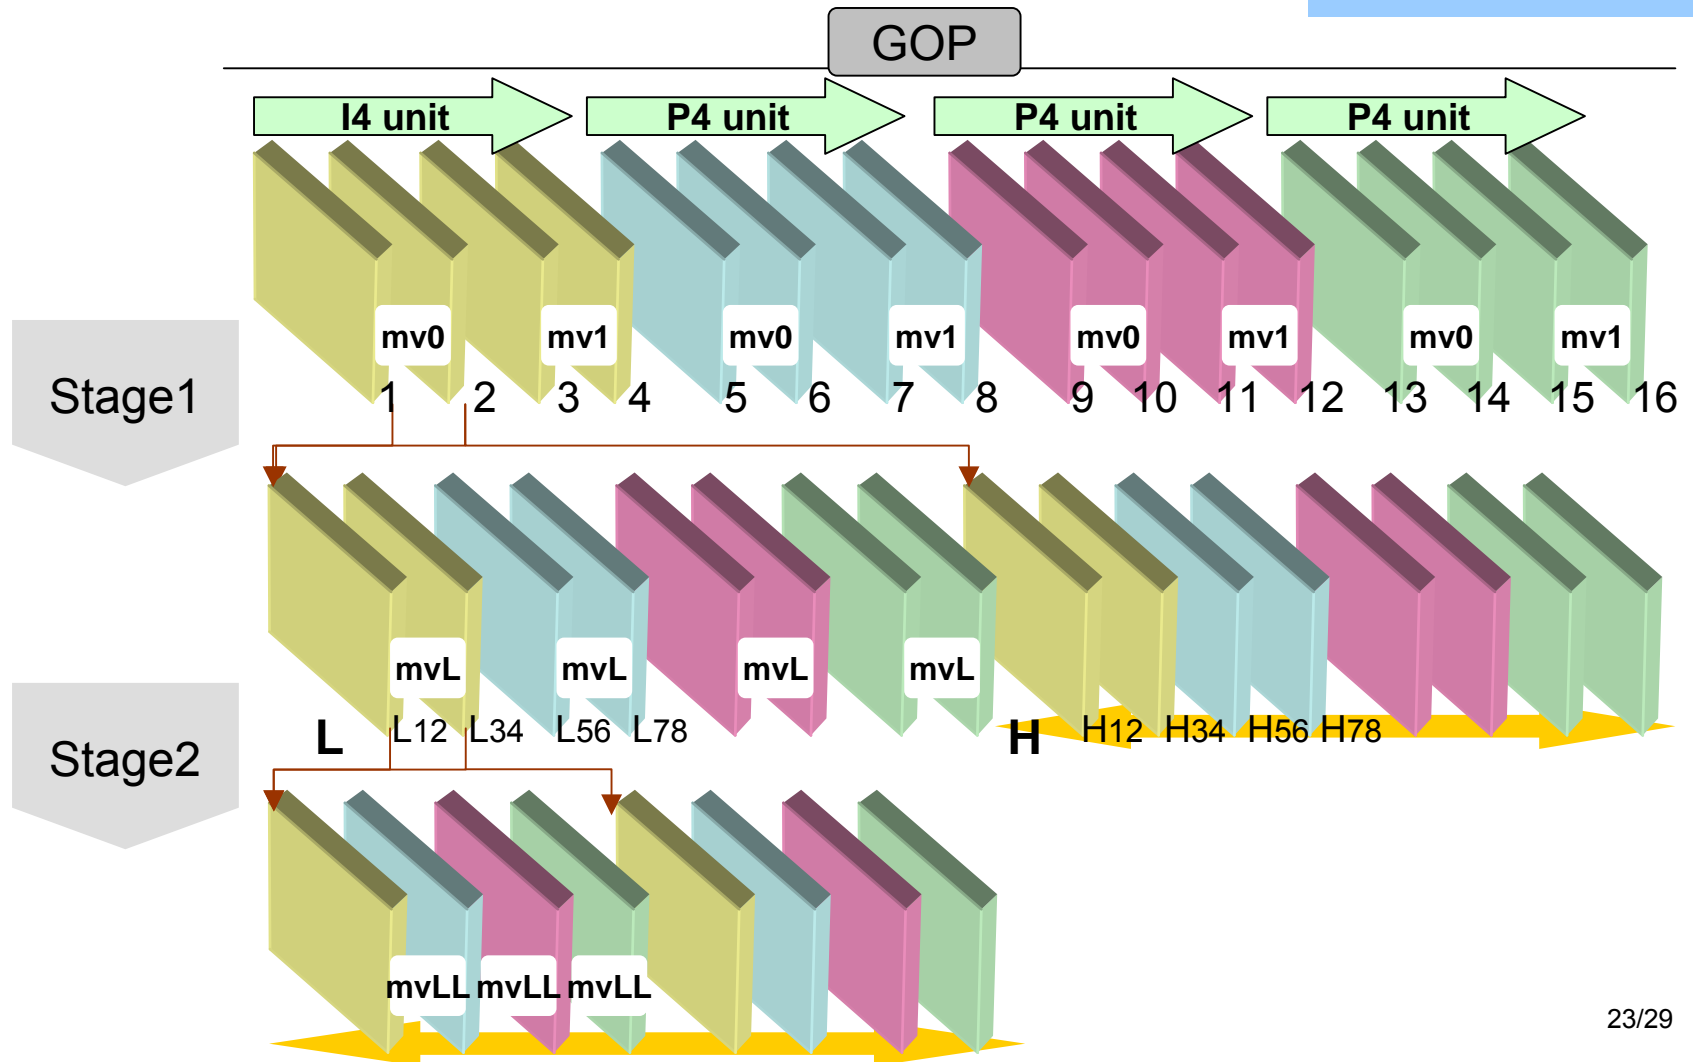 GOP
I4 unit P4 unit P4 unit P4 unit
mv0 mv1 mv0 mv1 mv0 mv1 mv0 mv1
1 2 3 4 5 6 7 8 9 10 11 12 13 14 15 16
Stage1
mvL mvL mvL mvL
L L12 L34 L56 L78 H H12 H34 H56 H78
Stage2
mvLL mvLL mvLL
23/29